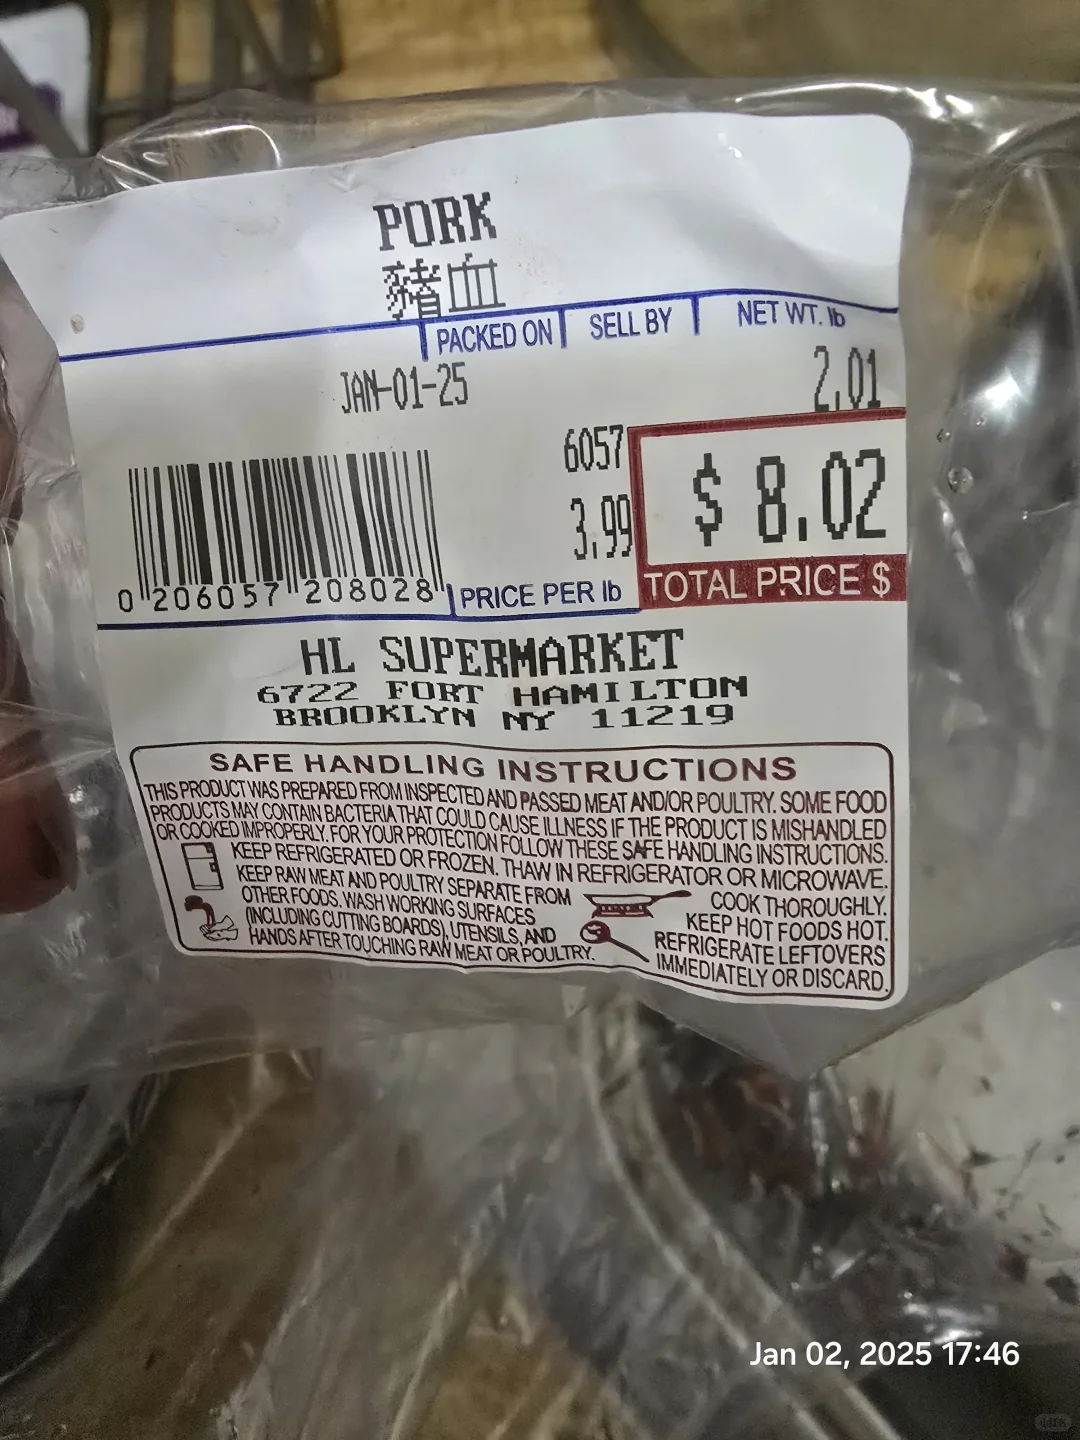 PORK
豬血
PACKED ON SELL BY NET WT. lb
JAN-01-25 2.01
6057
3.99 $ 8.02
0 206057 208028 PRICE PER lb TOTAL PRICE $
HL SUPERMARKET
6722 FORT HAMILTON
BROOKLYN NY 11219
SAFE HANDLING INSTRUCTIONS
THIS PRODUCT WAS PREPARED FROM INSPECTED AND PASSED MEAT AND/OR POULTRY. SOME FOOD
PRODUCTS MAY CONTAIN BACTERIA THAT COULD CAUSE ILLNESS IF THE PRODUCT IS MISHANDLED
OR COOKED IMPROPERLY. FOR YOUR PROTECTION FOLLOW THESE SAFE HANDLING INSTRUCTIONS.
KEEP REFRIGERATED OR FROZEN. THAW IN REFRIGERATOR OR MICROWAVE.
KEEP RAW MEAT AND POULTRY SEPARATE FROM
OTHER FOODS. WASH WORKING SURFACES
(INCLUDING CUTTING BOARDS), UTENSILS, AND
HANDS AFTER TOUCHING RAW MEAT OR POULTRY.
COOK THOROUGHLY.
KEEP HOT FOODS HOT.
REFRIGERATE LEFTOVERS
IMMEDIATELY OR DISCARD.
Jan 02, 2025 17:46